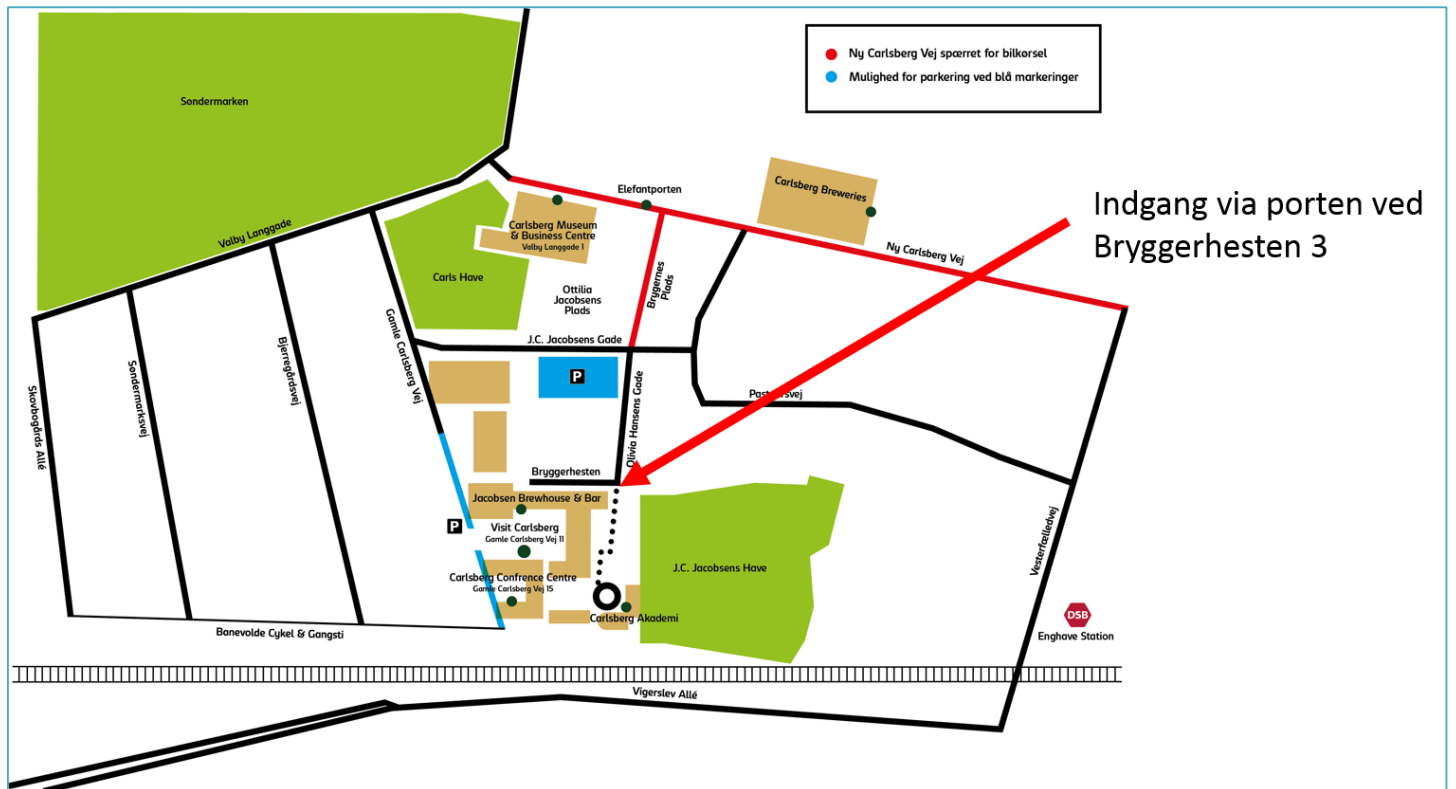 Ny Carlsberg Vej spærret for bilkørsel
Mulighed for parkering ved blå markeringer
Søndermarken
Elefantporten
Carlsberg Breweries
Indgang via porten ved
Bryggerhesten 3
Carlsberg Museum
& Business Centre
Valby Langgade 1
Valby Langgade
Ny Carlsberg Vej
Carls Have
Ottilia
Jacobsens
Plads
Brygernes
Plads
J.C. Jacobsens Gade
Gamle Carlsberg Vej
Bjerregårdsvej
Søndermarksvej
Skovbogårds Allé
P
Olivia Hansens Gade
Bryggerhesten
Jacobsen Brewhouse & Bar
P
Visit Carlsberg
Gamle Carlsberg Vej 11
Carlsberg Confrence Centre
Gamle Carlsberg Vej 15
Carlsberg Akademi
J.C. Jacobsens Have
Vesterfælledvej
DSB
Enghave Station
Banevolde Cykel & Gangsti
Vigerslev Allé